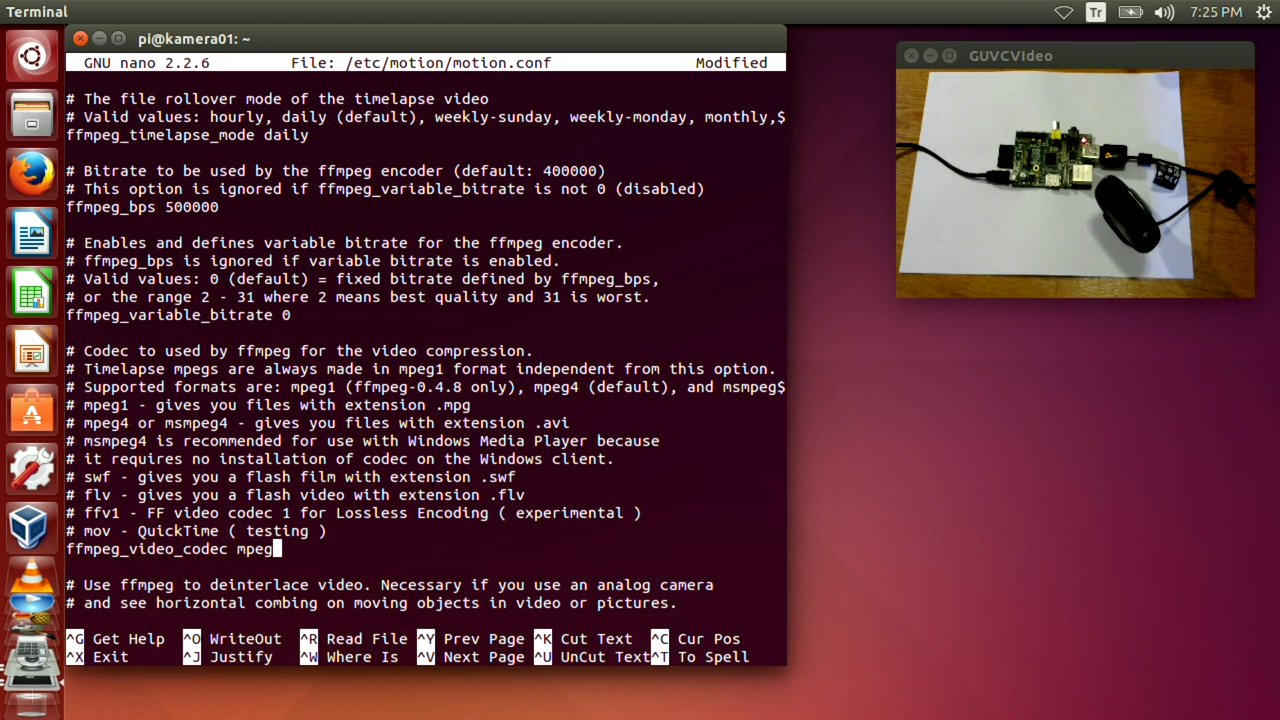 Terminal
Tr
7:25 PM
pi@kamera01: ~
GNU nano 2.2.6 File: /etc/motion/motion.conf Modified
# The file rollover mode of the timelapse video
# Valid values: hourly, daily (default), weekly-sunday, weekly-monday, monthly,$
ffmpeg_timelapse_mode daily
# Bitrate to be used by the ffmpeg encoder (default: 400000)
# This option is ignored if ffmpeg_variable_bitrate is not 0 (disabled)
ffmpeg_bps 500000
# Enables and defines variable bitrate for the ffmpeg encoder.
# ffmpeg_bps is ignored if variable bitrate is enabled.
# Valid values: 0 (default) = fixed bitrate defined by ffmpeg_bps,
# or the range 2 - 31 where 2 means best quality and 31 is worst.
ffmpeg_variable_bitrate 0
# Codec to used by ffmpeg for the video compression.
# Timelapse mpegs are always made in mpeg1 format independent from this option.
# Supported formats are: mpeg1 (ffmpeg-0.4.8 only), mpeg4 (default), and msmpeg$
# mpeg1 - gives you files with extension .mpg
# mpeg4 or msmpeg4 - gives you files with extension .avi
# msmpeg4 is recommended for use with Windows Media Player because
# it requires no installation of codec on the Windows client.
# swf - gives you a flash film with extension .swf
# flv - gives you a flash video with extension .flv
# ffv1 - FF video codec 1 for Lossless Encoding ( experimental )
# mov - QuickTime ( testing )
ffmpeg_video_codec mpeg
# Use ffmpeg to deinterlace video. Necessary if you use an analog camera
# and see horizontal combing on moving objects in video or pictures.
^G Get Help ^O WriteOut ^R Read File ^Y Prev Page ^K Cut Text ^C Cur Pos
^X Exit ^J Justify ^W Where Is ^V Next Page ^U UnCut Text^T To Spell
GUVCVIdeo